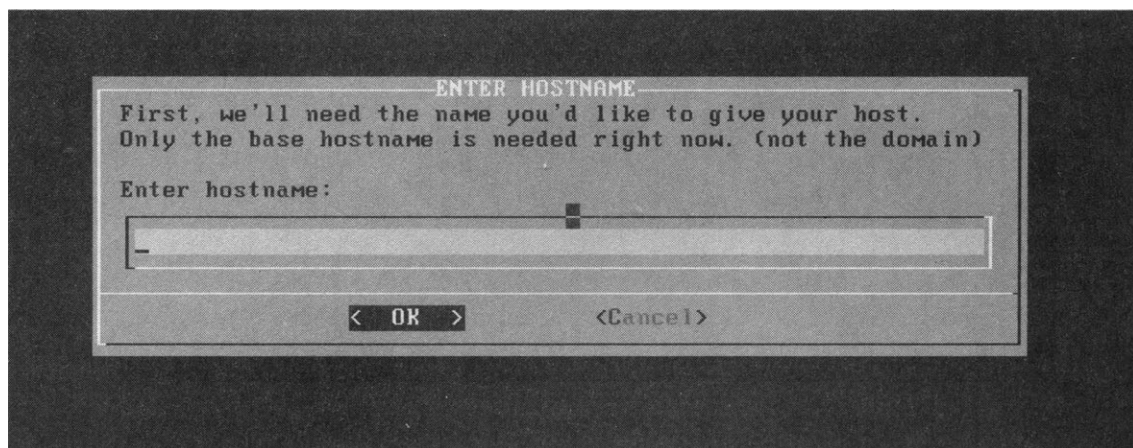 ENTER HOSTNAME
First, we'll need the name you'd like to give your host.
Only the base hostname is needed right now. (not the domain)
Enter hostname:
< OK > <Cancel>